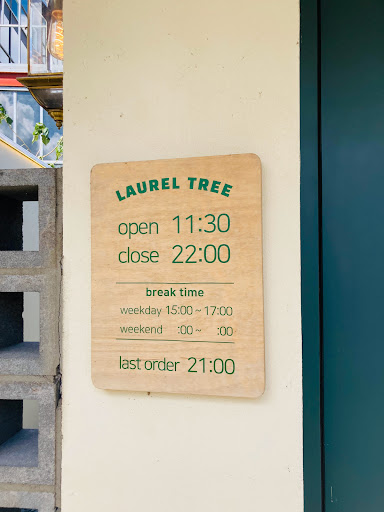 LAUREL TREE
open 11:30
close 22:00
break time
weekday 15:00 ~ 17:00
weekend :00 ~ :00
last order 21:00